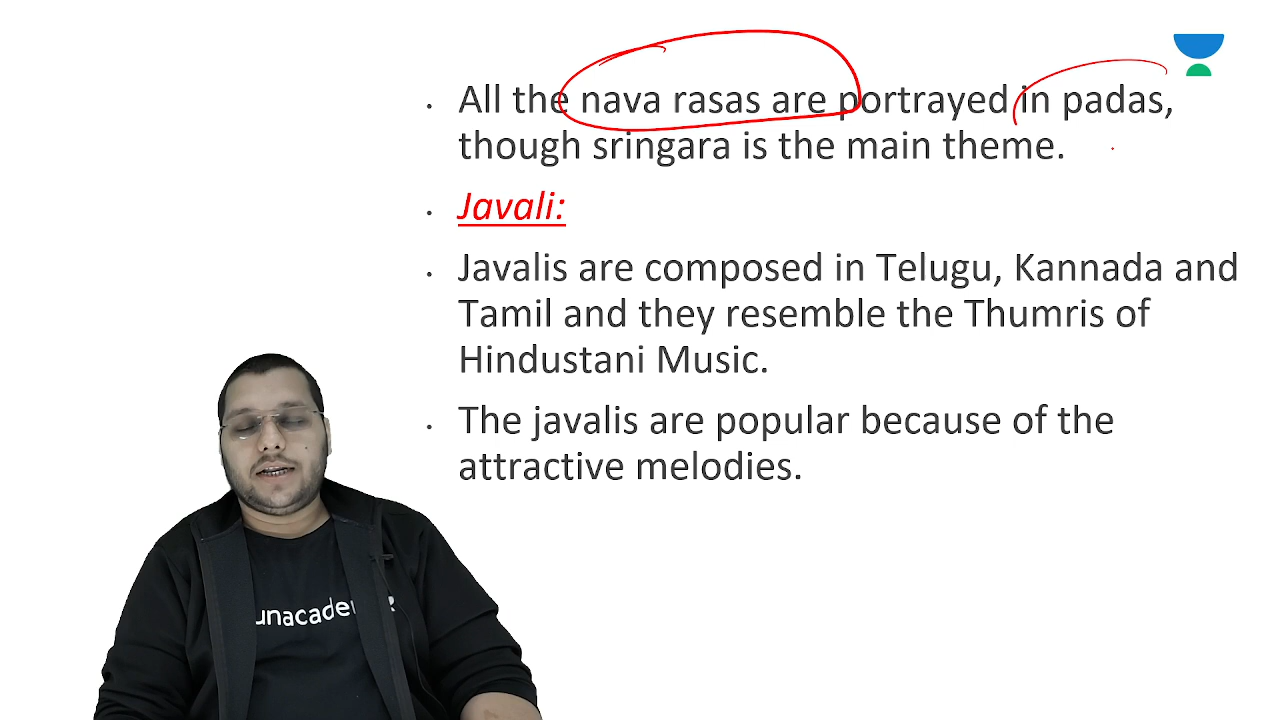 All the nava rasas are portrayed in padas,
though sringara is the main theme.
Javali:
Javalis are composed in Telugu, Kannada and
Tamil and they resemble the Thumris of
Hindustani Music.
The javalis are popular because of the
attractive melodies.